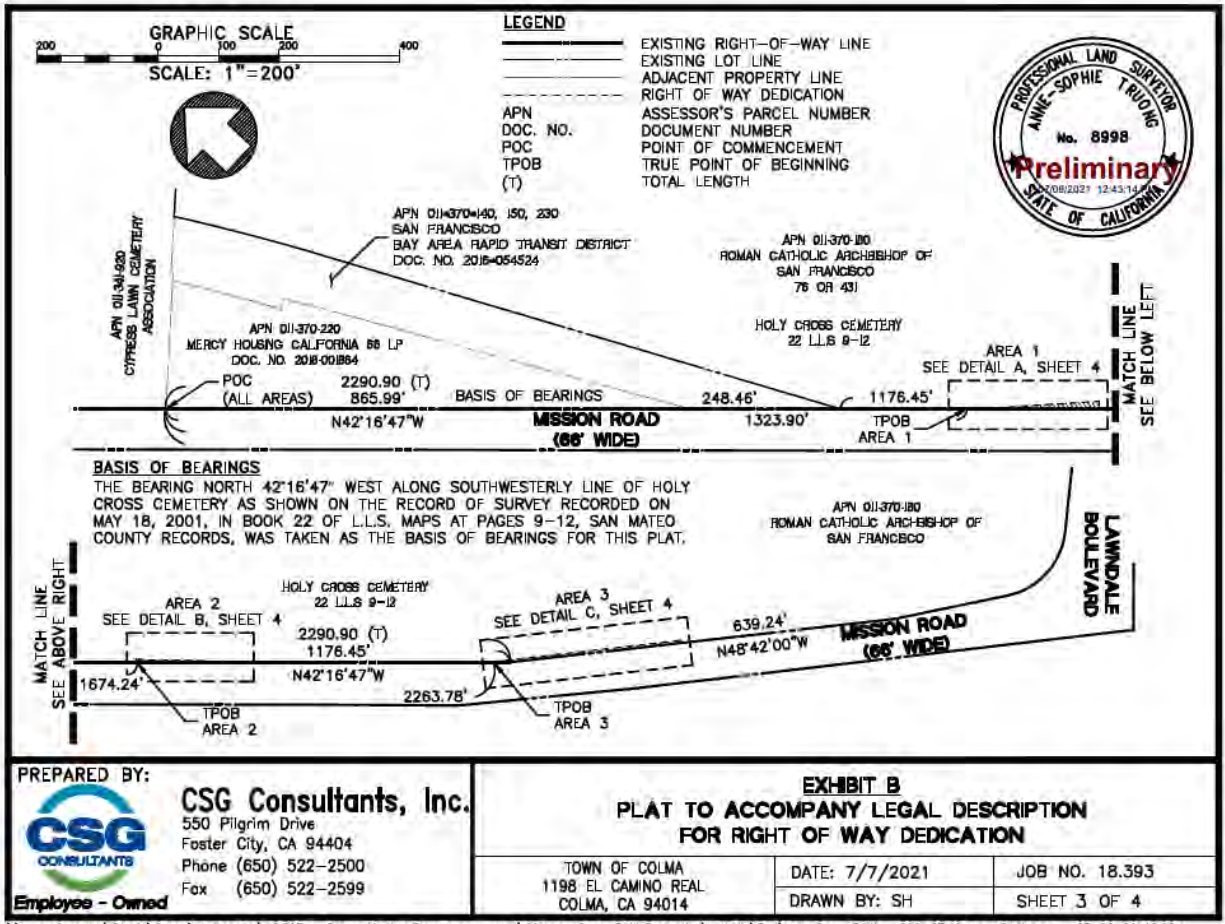 GRAPHIC SCALE
200 0 100 200 400
SCALE: 1"=200'
LEGEND
EXISTING RIGHT-OF-WAY LINE
EXISTING LOT LINE
ADJACENT PROPERTY LINE
RIGHT OF WAY DEDICATION
APN ASSESSOR'S PARCEL NUMBER
DOC. NO. DOCUMENT NUMBER
POC POINT OF COMMENCEMENT
TPOB TRUE POINT OF BEGINNING
(T) TOTAL LENGTH
PROFESSIONAL LAND SURVEYOR
ANNE-SOPHIE TRUONG
No. 8998
Preliminary
12:43:14
STATE OF CALIFORNIA
APN 011-341-920
CYPRESS LAWN CEMETERY
ASSOCIATION
APN 011-370-140, 150, 230
SAN FRANCISCO
BAY AREA RAPID TRANSIT DISTRICT
DOC. NO. 2016-054524
APN 011-370-180
ROMAN CATHOLIC ARCHBISHOP OF
SAN FRANCISCO
76 OR 431
HOLY CROSS CEMETERY
22 LLS 9-12
APN 011-370-220
MERCY HOUSING CALIFORNIA 66 LP
DOC. NO.
POC
(ALL AREAS)
2290.90 (T)
865.99'
N42°16'47"W
BASIS OF BEARINGS
MISSION ROAD
(66' WIDE)
248.46'
1323.90'
1176.45'
TPOB
AREA 1
AREA 1
SEE DETAIL A, SHEET 4
MATCH LINE
SEE BELOW LEFT
BASIS OF BEARINGS
THE BEARING NORTH 42°16'47" WEST ALONG SOUTHWESTERLY LINE OF HOLY
CROSS CEMETERY AS SHOWN ON THE RECORD OF SURVEY RECORDED ON
MAY 18, 2001, IN BOOK 22 OF L.L.S. MAPS AT PAGES 9-12, SAN MATEO
COUNTY RECORDS, WAS TAKEN AS THE BASIS OF BEARINGS FOR THIS PLAT.
APN 011-370-180
ROMAN CATHOLIC ARCHBISHOP OF
SAN FRANCISCO
LAWNDALE
BOULEVARD
MATCH LINE
SEE ABOVE RIGHT
AREA 2
SEE DETAIL B, SHEET 4
HOLY CROSS CEMETERY
22 LLS 9-12
2290.90 (T)
1176.45'
N42°16'47"W
1674.24'
TPOB
AREA 2
AREA 3
SEE DETAIL C, SHEET 4
2263.78'
TPOB
AREA 3
639.24'
N48°42'00"W
MISSION ROAD
(66' WIDE)
PREPARED BY:
CSG
CONSULTANTS
Employee - Owned
CSG Consultants, Inc.
550 Pilgrim Drive
Foster City, CA 94404
Phone (650) 522-2500
Fax (650) 522-2599
EXHIBIT B
PLAT TO ACCOMPANY LEGAL DESCRIPTION
FOR RIGHT OF WAY DEDICATION
TOWN OF COLMA
1198 EL CAMINO REAL
COLMA, CA 94014
DATE: 7/7/2021
DRAWN BY: SH
JOB NO. 18.393
SHEET 3 OF 4